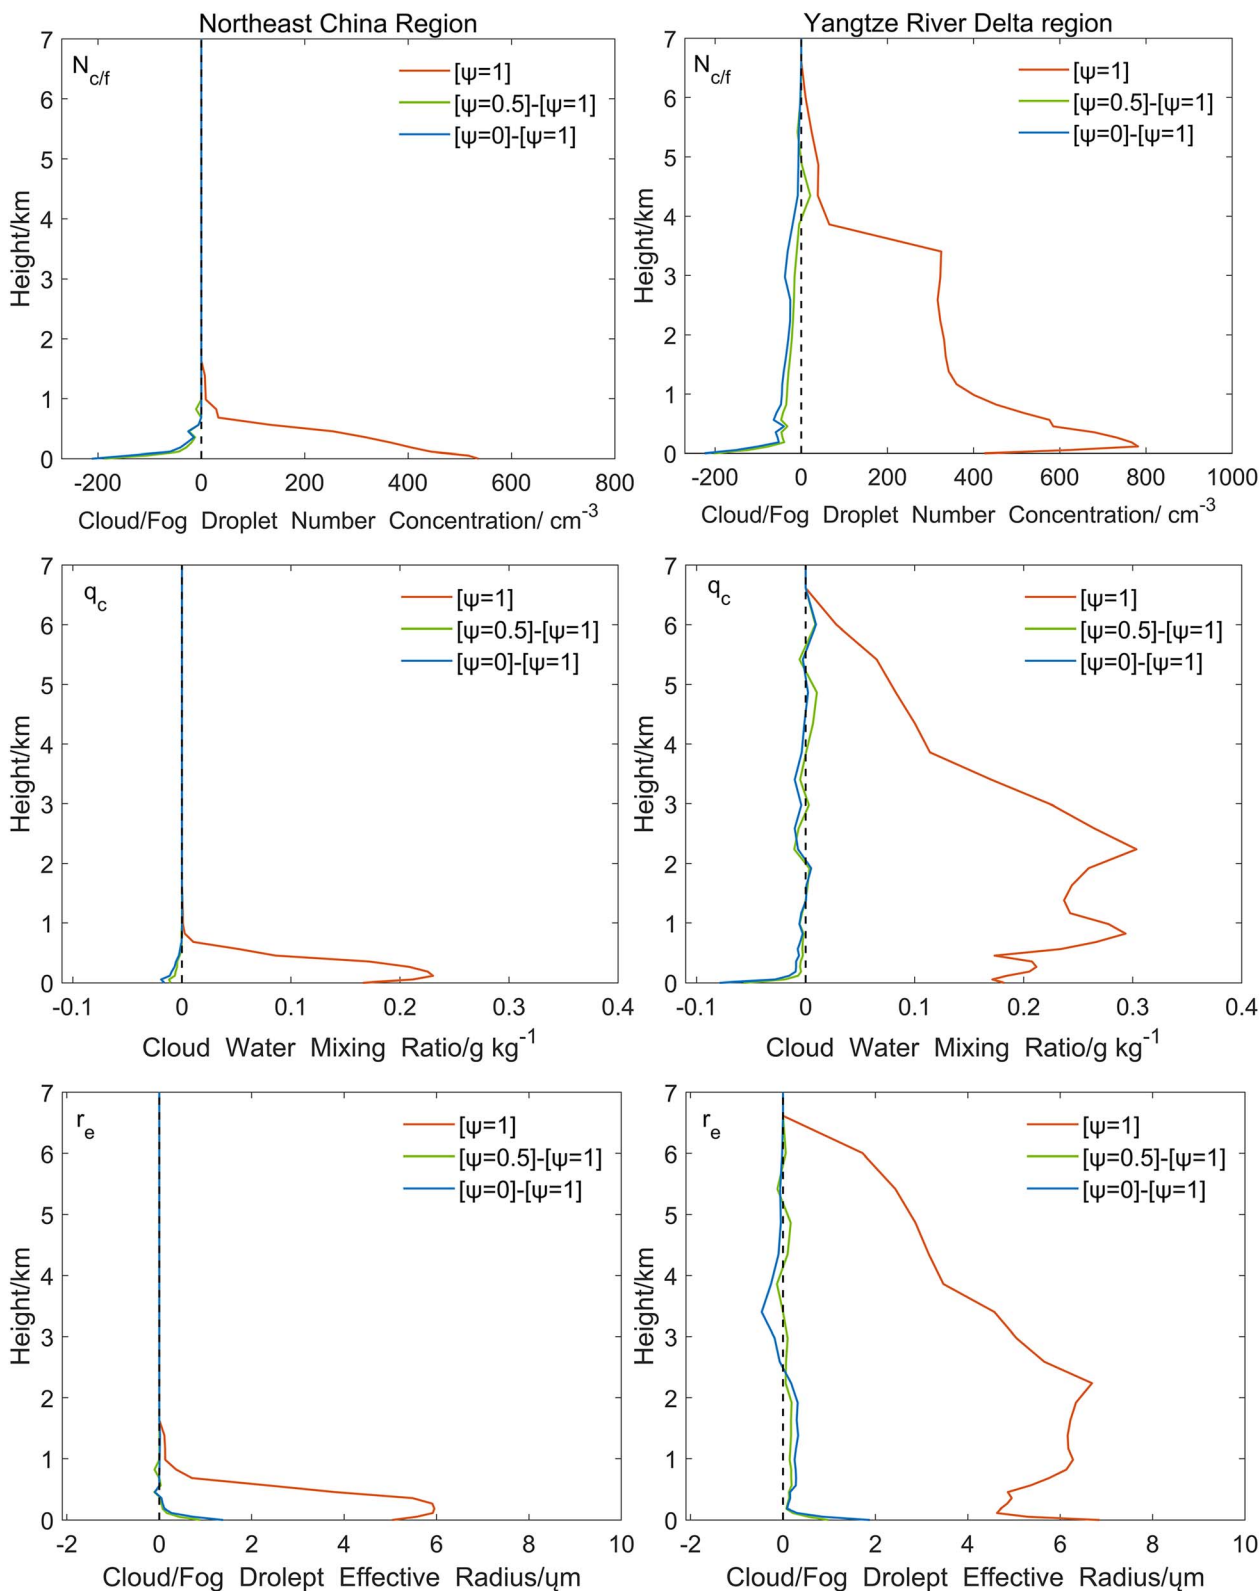 Northeast China Region
N_c/f
[ψ=1]
[ψ=0.5]-[ψ=1]
[ψ=0]-[ψ=1]
7
6
5
4
3
2
1
0
Height/km
-200 0 200 400 600 800
Cloud/Fog Droplet Number Concentration/ cm⁻³
Yangtze River Delta region
N_c/f
[ψ=1]
[ψ=0.5]-[ψ=1]
[ψ=0]-[ψ=1]
7
6
5
4
3
2
1
0
Height/km
-200 0 200 400 600 800 1000
Cloud/Fog Droplet Number Concentration/ cm⁻³
q_c
[ψ=1]
[ψ=0.5]-[ψ=1]
[ψ=0]-[ψ=1]
7
6
5
4
3
2
1
0
Height/km
-0.1 0 0.1 0.2 0.3 0.4
Cloud Water Mixing Ratio/g kg⁻¹
q_c
[ψ=1]
[ψ=0.5]-[ψ=1]
[ψ=0]-[ψ=1]
7
6
5
4
3
2
1
0
Height/km
-0.1 0 0.1 0.2 0.3 0.4
Cloud Water Mixing Ratio/g kg⁻¹
r_e
[ψ=1]
[ψ=0.5]-[ψ=1]
[ψ=0]-[ψ=1]
7
6
5
4
3
2
1
0
Height/km
-2 0 2 4 6 8 10
Cloud/Fog Drolept Effective Radius/ɥm
r_e
[ψ=1]
[ψ=0.5]-[ψ=1]
[ψ=0]-[ψ=1]
7
6
5
4
3
2
1
0
Height/km
-2 0 2 4 6 8 10
Cloud/Fog Drolept Effective Radius/ɥm